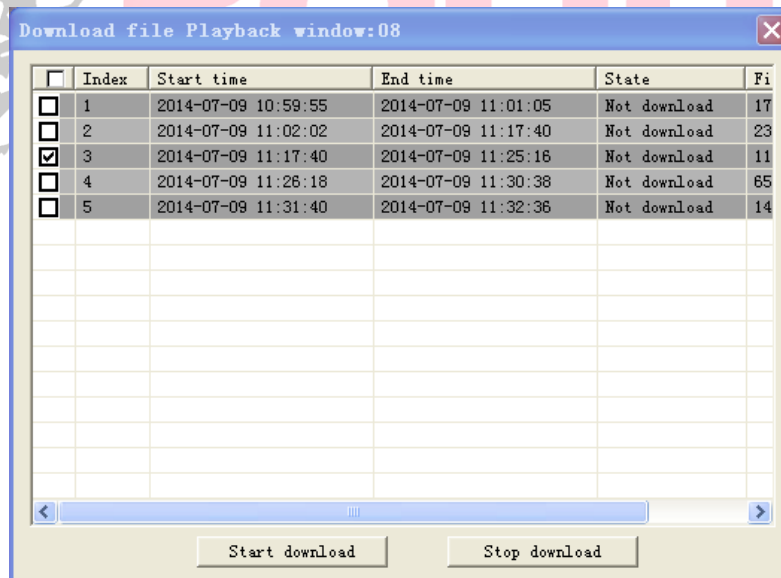 Download file Playback window:08
Index Start time End time State Fi
1 2014-07-09 10:59:55 2014-07-09 11:01:05 Not download 17
2 2014-07-09 11:02:02 2014-07-09 11:17:40 Not download 23
3 2014-07-09 11:17:40 2014-07-09 11:25:16 Not download 11
4 2014-07-09 11:26:18 2014-07-09 11:30:38 Not download 65
5 2014-07-09 11:31:40 2014-07-09 11:32:36 Not download 14
Start download Stop download